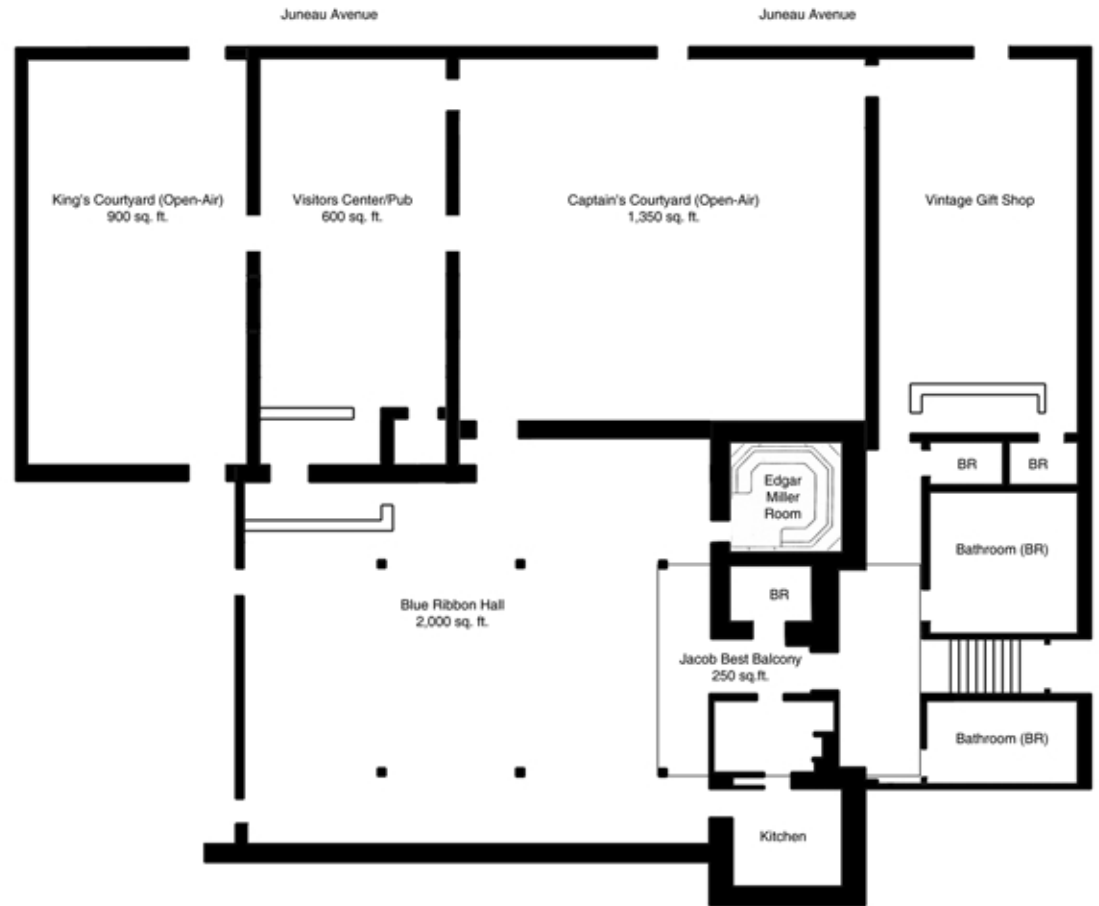 Juneau Avenue
Juneau Avenue
King's Courtyard (Open-Air)
900 sq. ft.
Visitors Center/Pub
600 sq. ft.
Captain's Courtyard (Open-Air)
1,350 sq. ft.
Vintage Gift Shop
BR
BR
Edgar
Miller
Room
Bathroom (BR)
BR
Blue Ribbon Hall
2,000 sq. ft.
Jacob Best Balcony
250 sq.ft.
Bathroom (BR)
Kitchen